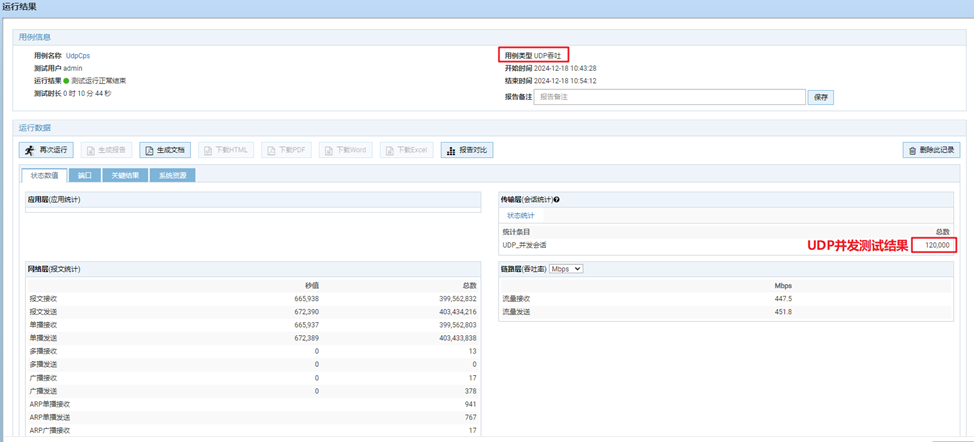 运行结果
用例信息
用例名称 UdpCps
用例类型 UDP吞吐
测试用户 admin
开始时间 2024-12-18 10:43:28
运行结果 测试运行正常结束
结束时间 2024-12-18 10:54:12
测试时长 0 时 10 分 44 秒
报告备注 报告备注 保存
运行数据
再次运行 生成报告 生成文档 下载HTML 下载PDF 下载Word 下载Excel 报告对比 删除此记录
状态数值 端口 关键结果 系统资源
应用层(应用统计)
传输层(会话统计)
状态统计
统计条目 总数
UDP_并发会话 UDP并发测试结果 120,000
网络层(报文统计)
秒值 总数
报文接收 665,938 399,562,832
报文发送 672,390 403,434,216
单播接收 665,937 399,562,803
单播发送 672,389 403,433,838
多播接收 0 13
多播发送 0 0
广播接收 0 17
广播发送 0 378
ARP单播接收 941
ARP单播发送 767
ARP广播接收 17
链路层(吞吐率) Mbps
Mbps
流量接收 447.5
流量发送 451.8